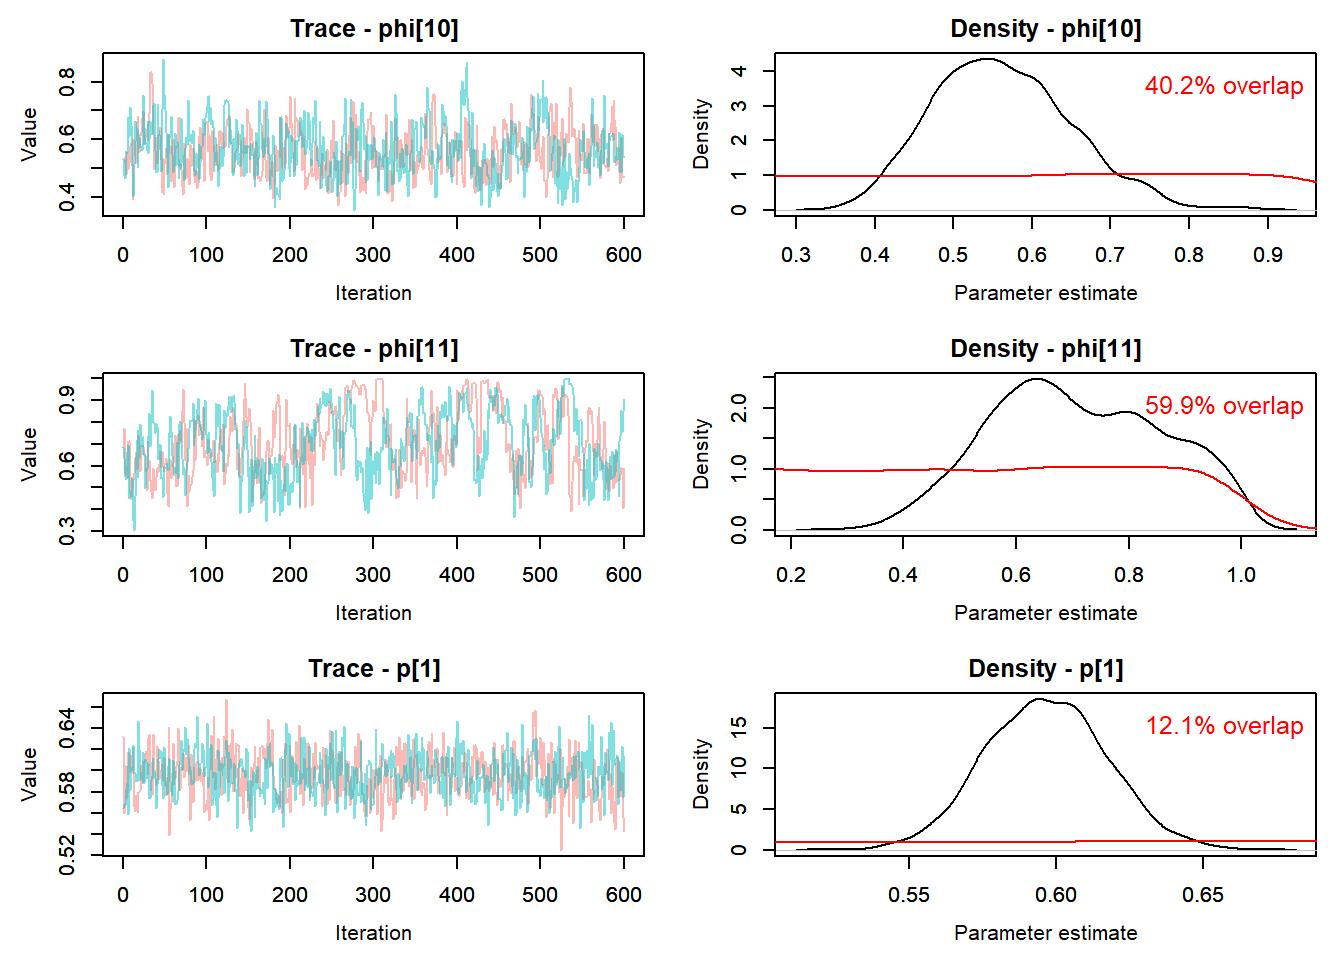 Trace - phi[10]
Value
0.4 0.6 0.8
0 100 200 300 400 500 600
Iteration
Density - phi[10]
40.2% overlap
Density
0 1 2 3 4
0.3 0.4 0.5 0.6 0.7 0.8 0.9
Parameter estimate
Trace - phi[11]
Value
0.3 0.6 0.9
0 100 200 300 400 500 600
Iteration
Density - phi[11]
59.9% overlap
Density
0.0 1.0 2.0
0.2 0.4 0.6 0.8 1.0
Parameter estimate
Trace - p[1]
Value
0.52 0.58 0.64
0 100 200 300 400 500 600
Iteration
Density - p[1]
12.1% overlap
Density
0 5 10 15
0.55 0.60 0.65
Parameter estimate